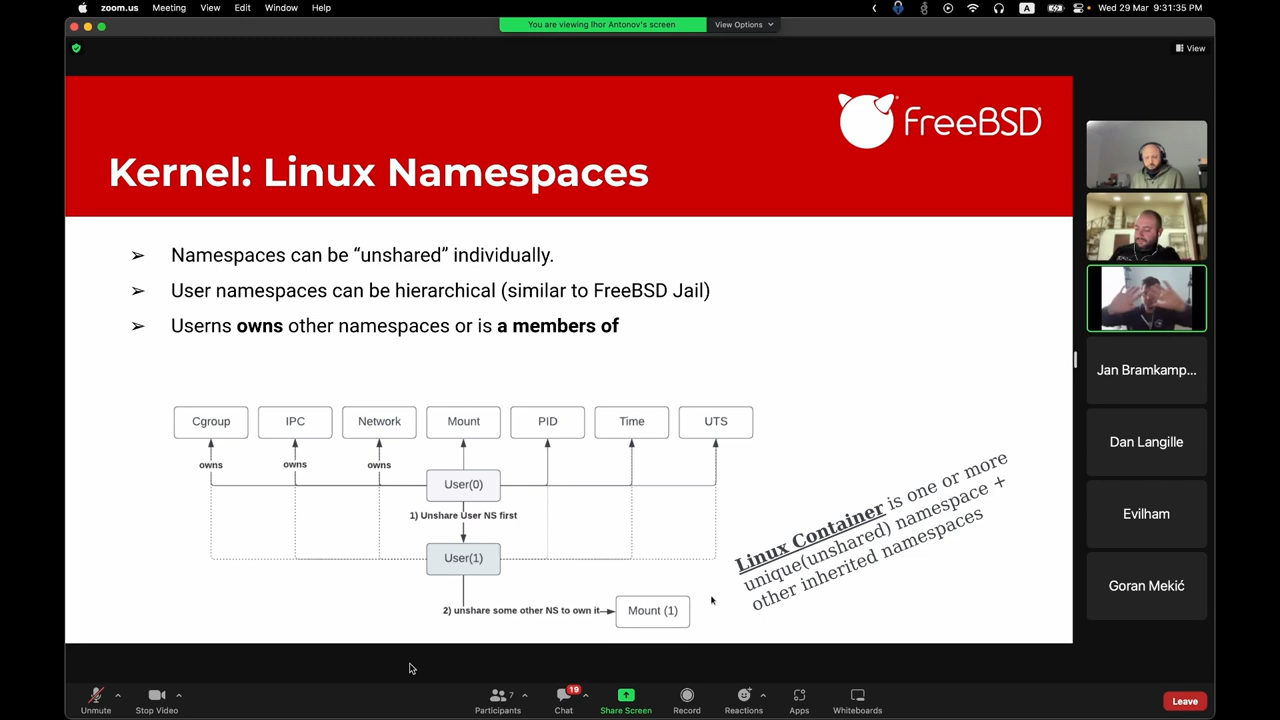 zoom.us Meeting View Edit Window Help
A
Wed 29 Mar 9:31:35 PM
You are viewing Ihor Antonov's screen
View Options
View
FreeBSD
Kernel: Linux Namespaces
➢ Namespaces can be “unshared” individually.
➢ User namespaces can be hierarchical (similar to FreeBSD Jail)
➢ Userns owns other namespaces or is a members of
Cgroup
IPC
Network
Mount
PID
Time
UTS
owns
owns
owns
User(0)
1) Unshare User NS first
User(1)
2) unshare some other NS to own it
Mount (1)
Linux Container is one or more
unique(unshared) namespace +
other inherited namespaces
Jan Bramkamp...
Dan Langille
Evilham
Goran Mekić
Unmute
Stop Video
7
Participants
19
Chat
Share Screen
Record
Reactions
Apps
Whiteboards
Leave